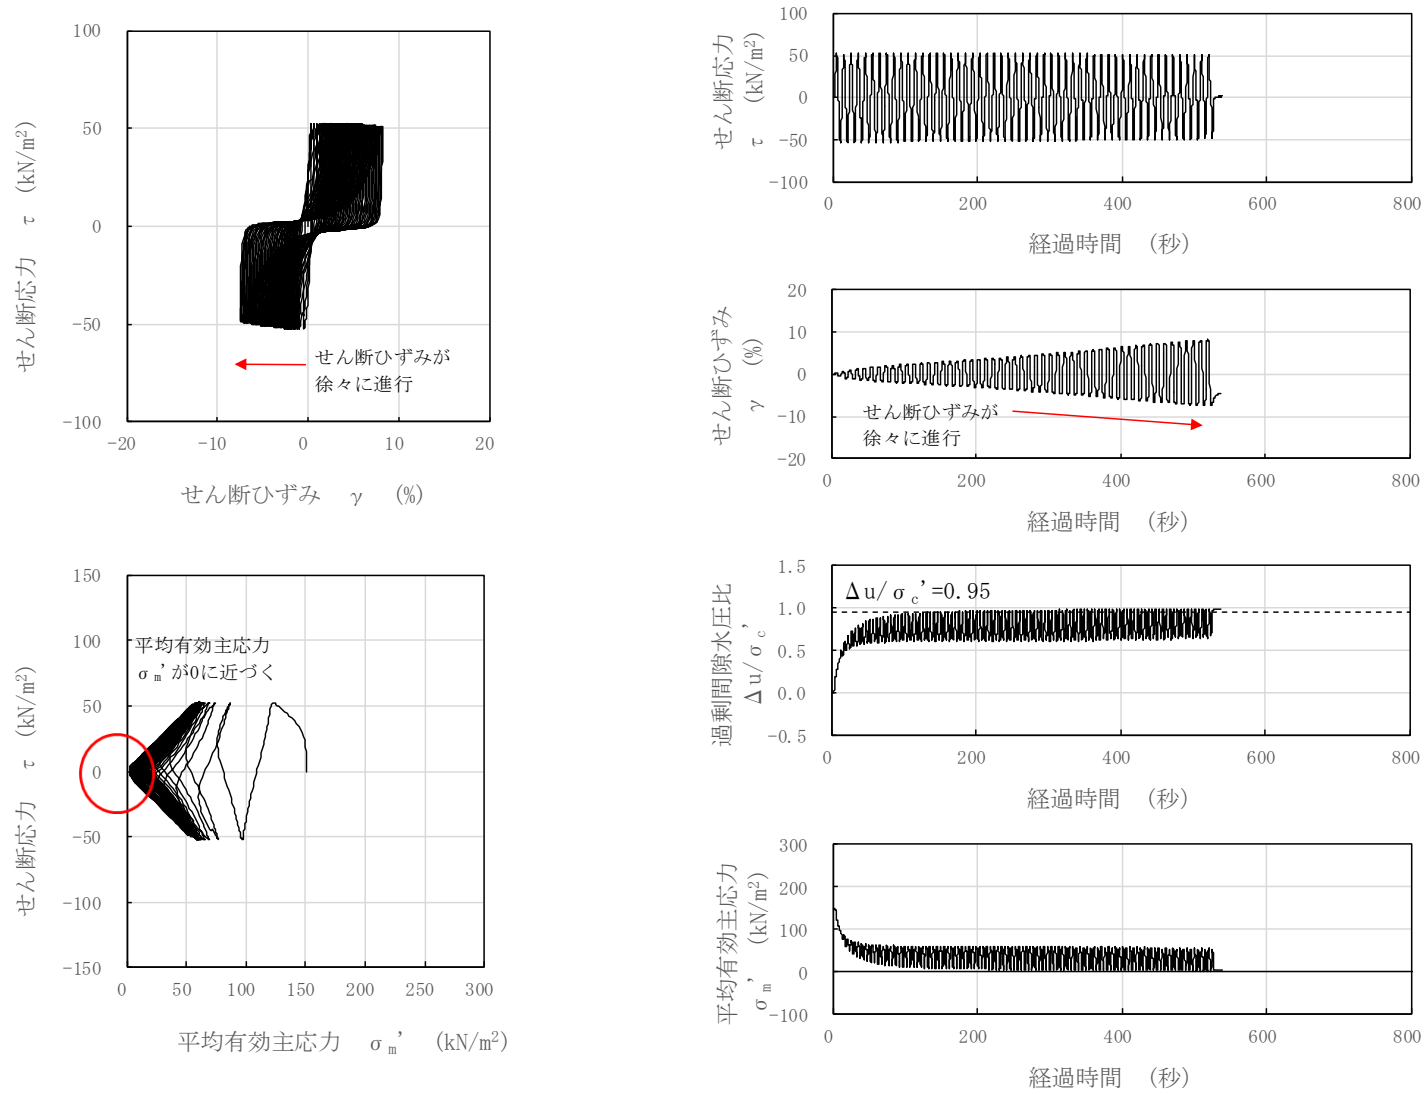 100
50
0
-50
-100
-20
-10
0
10
20
せん断応力　τ　(kN/m²)
せん断ひずみが
徐々に進行
せん断ひずみ　γ　(%)
150
100
50
0
-50
-100
-150
0
50
100
150
200
250
300
せん断応力　τ　(kN/m²)
平均有効主応力
σm'が0に近づく
平均有効主応力　σm'　(kN/m²)
100
50
0
-50
-100
0
200
400
600
800
せん断応力
τ　(kN/m²)
経過時間　(秒)
20
10
0
-10
-20
0
200
400
600
800
せん断ひずみ
γ　(%)
せん断ひずみが
徐々に進行
経過時間　(秒)
1.5
1.0
0.5
0.0
-0.5
0
200
400
600
800
過剰間隙水圧比
Δu/σc'
Δu/σc'=0.95
経過時間　(秒)
300
200
100
0
-100
0
200
400
600
800
平均有効主応力
σm'　(kN/m²)
経過時間　(秒)